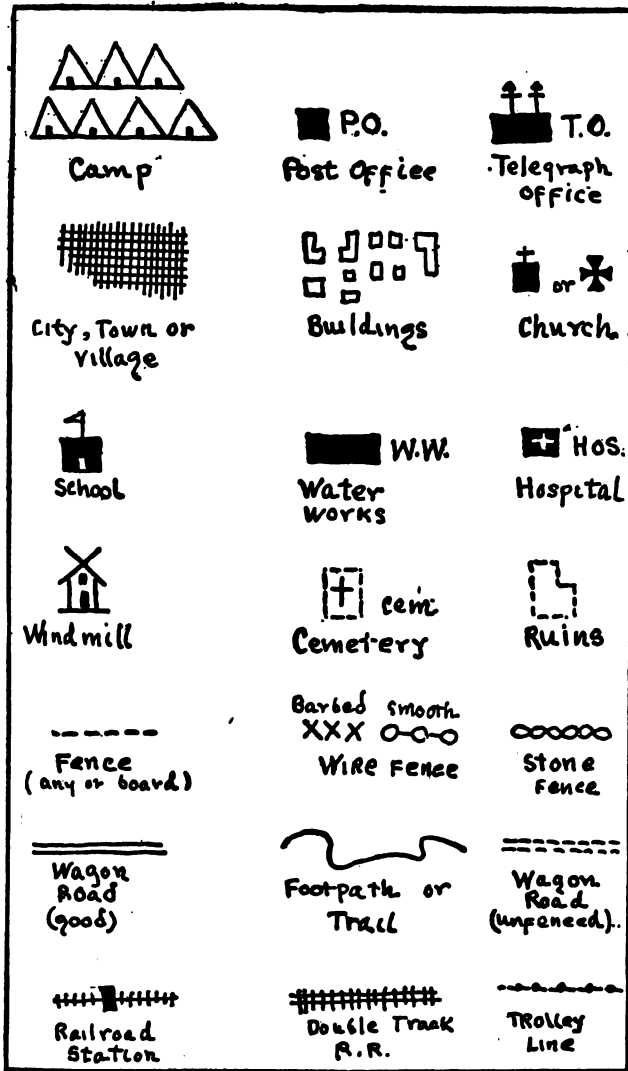 P.O.
T.O.
Camp
Post Office
Telegraph
Office
City, Town or
Village
Buildings
or
Church.
School
W.W.
Water
Works
HOS.
Hospital
Windmill
cem.
Cemetery
Ruins
Fence
(any or board)
Barbed Smooth
XXX
Wire Fence
Stone
Fence
Wagon
Road
(good)
Footpath or
Trail
Wagon
Road
(unfenced)..
Railroad
Station
Double Track
R.R.
Trolley
Line